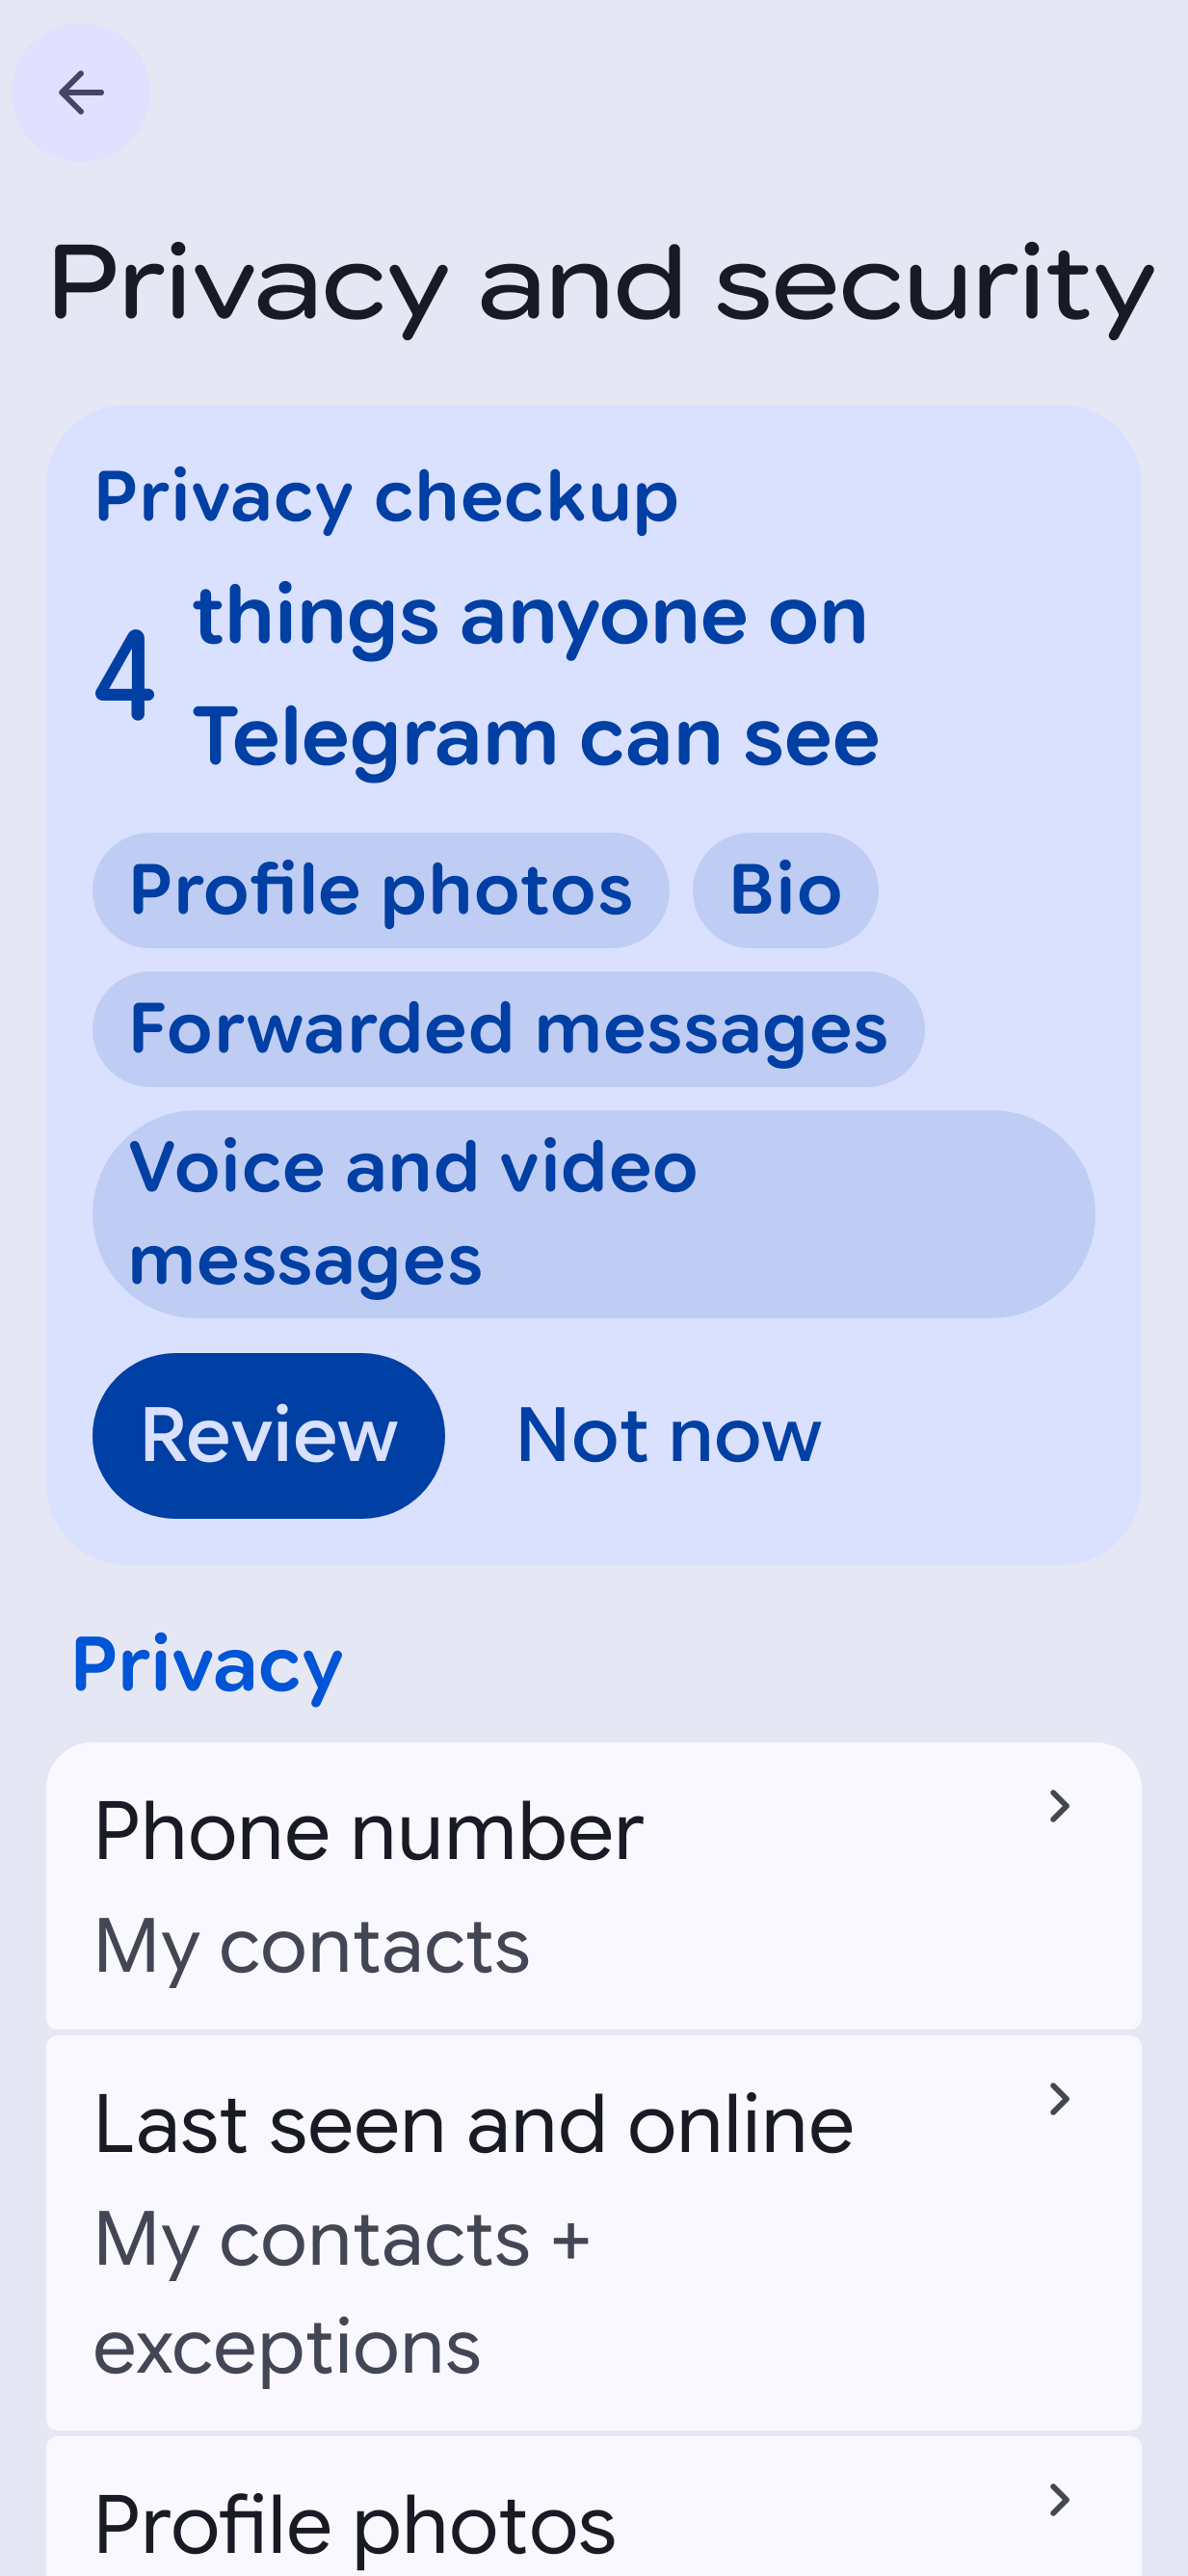 Privacy and security
Privacy checkup
4 things anyone on
Telegram can see
Profile photos Bio
Forwarded messages
Voice and video
messages
Review Not now
Privacy
Phone number
My contacts
Last seen and online
My contacts +
exceptions
Profile photos